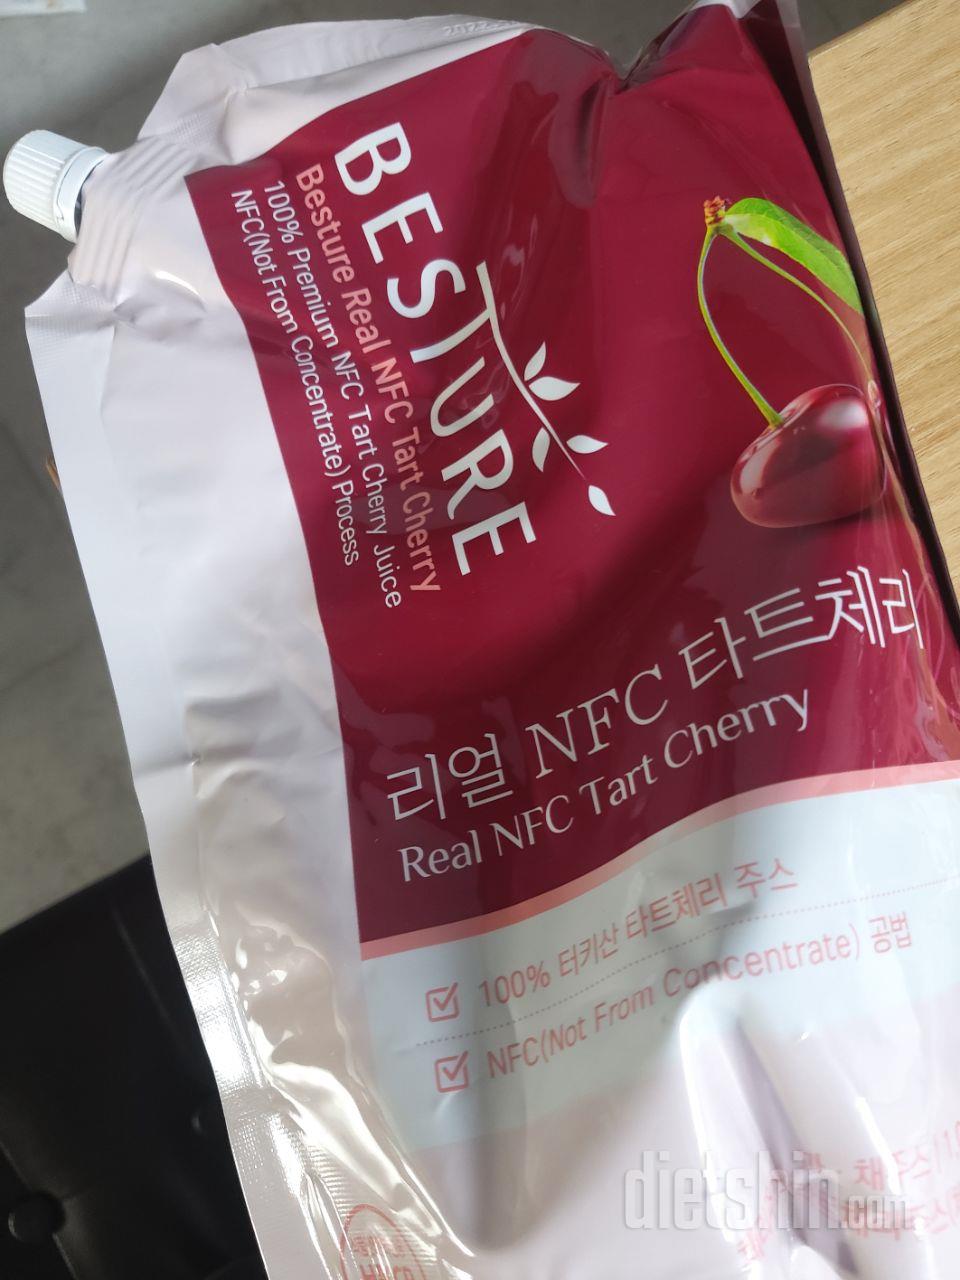 BESTURE
Besture Real NFC Tart Cherry
100% Premium NFC Tart Cherry Juice
NFC(Not From Concentrate) Process
리얼 NFC 타트체리
Real NFC Tart Cherry
100% 터키산 타트체리 주스
NFC(Not From Concentrate) 공법
dietshin.com